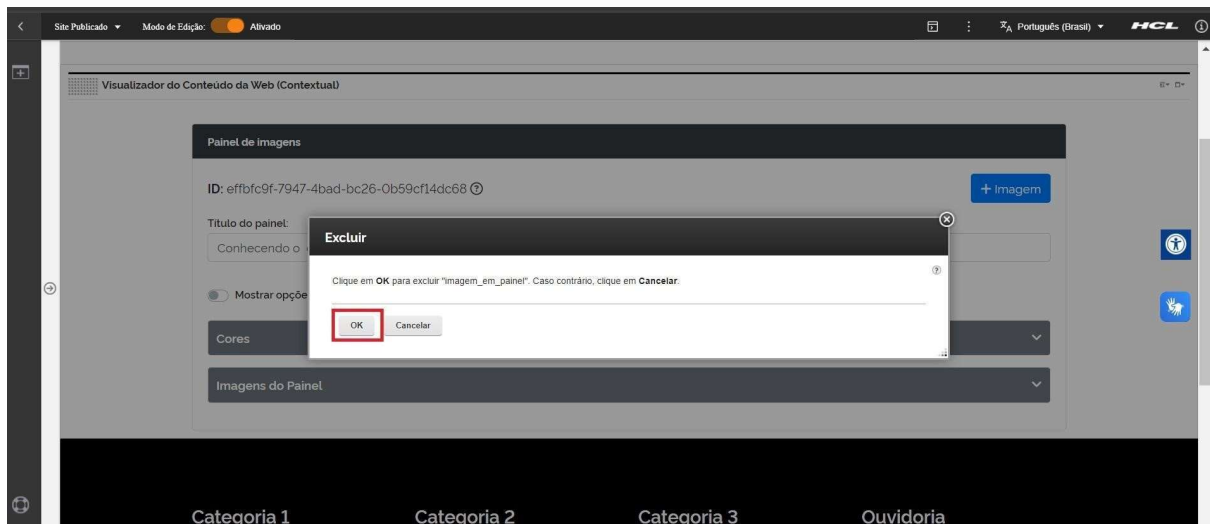 Site Publicado
Modo de Edição:
Ativado
Português (Brasil)
HCL
Visualizador do Conteúdo da Web (Contextual)
Painel de imagens
ID: effbfc9f-7947-4bad-bc26-0b59cf14dc68
+ Imagem
Título do painel:
Conhecendo o
Excluir
Clique em OK para excluir "imagem_em_painel". Caso contrário, clique em Cancelar.
Mostrar opçõe
OK
Cancelar
Cores
Imagens do Painel
Categoria 1
Categoria 2
Categoria 3
Ouvidoria